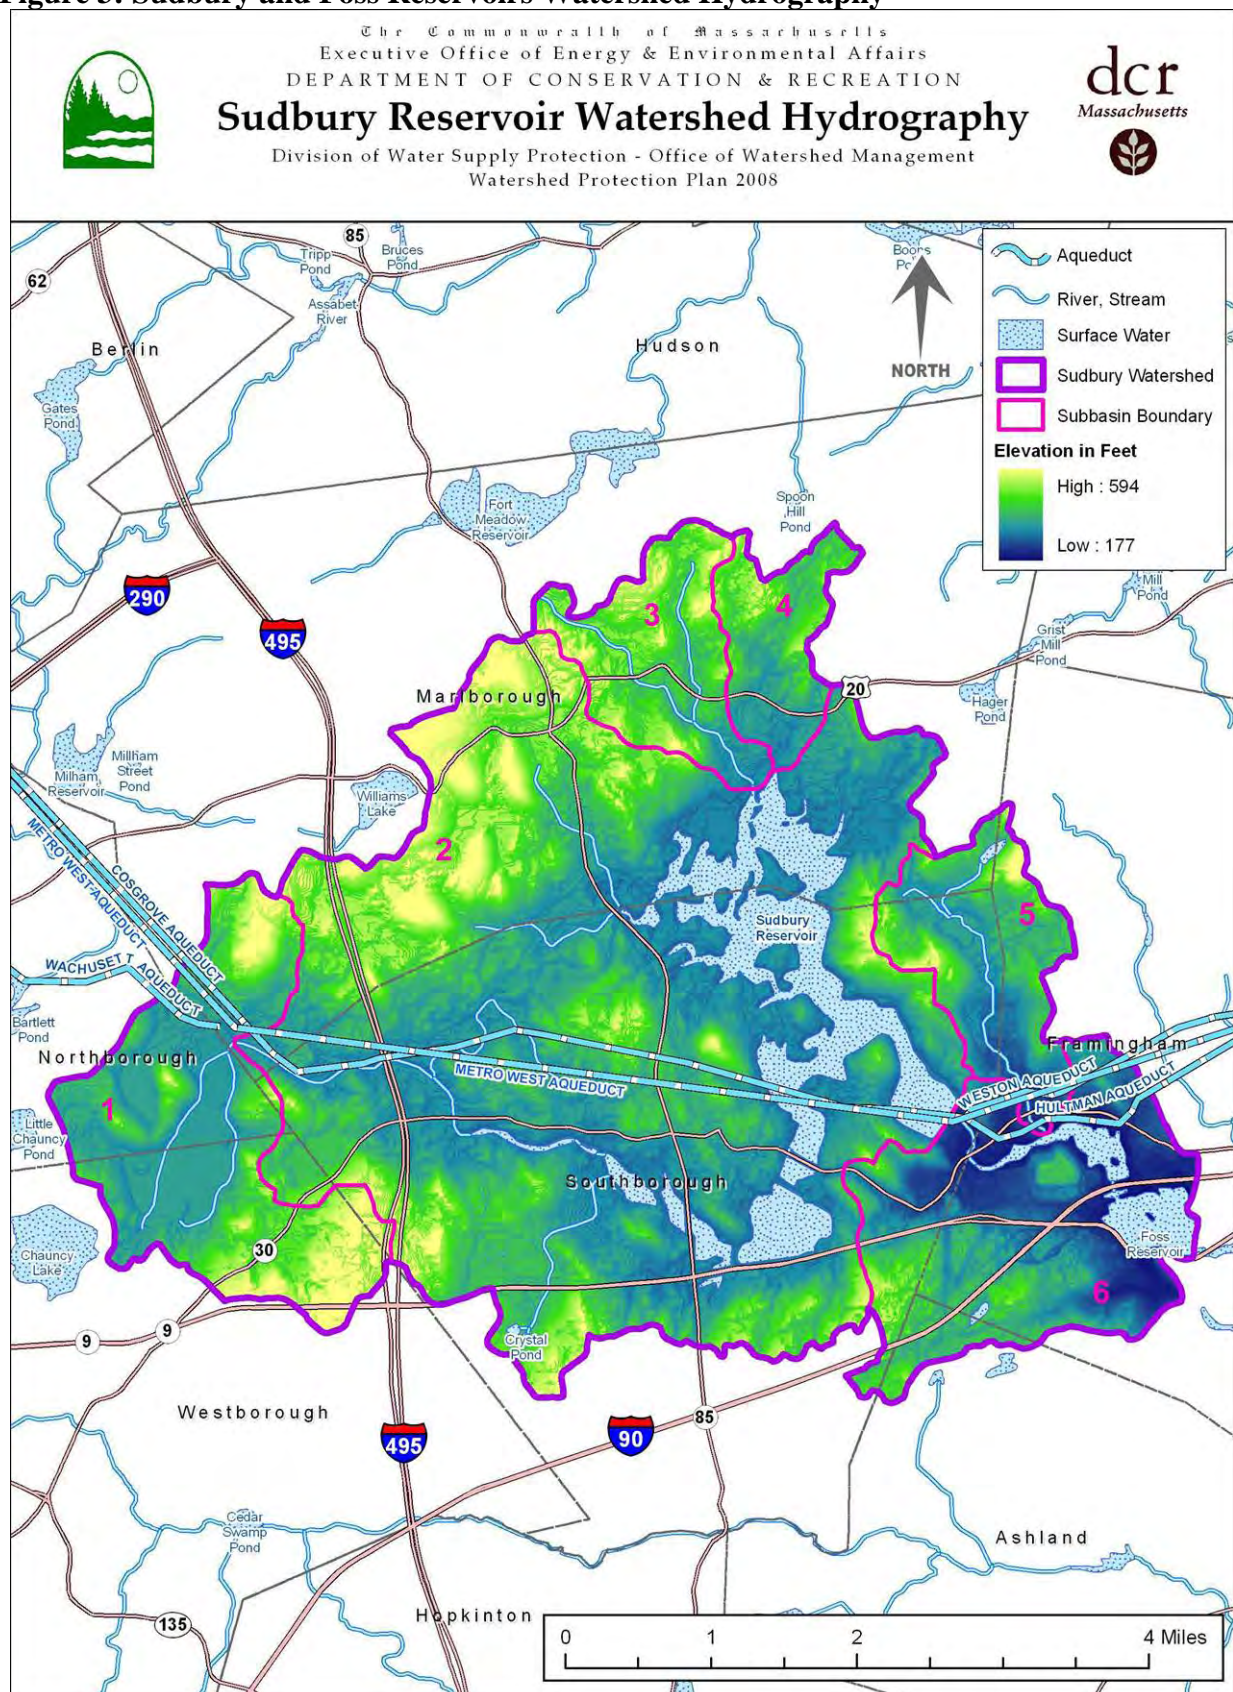 Figure 3: Sudbury and Foss Reservoirs Watershed Hydrography
The Commonwealth of Massachusetts
Executive Office of Energy & Environmental Affairs
DEPARTMENT OF CONSERVATION & RECREATION
Sudbury Reservoir Watershed Hydrography
Division of Water Supply Protection - Office of Watershed Management
Watershed Protection Plan 2008
dcr
Massachusetts
Aqueduct
River, Stream
Surface Water
Sudbury Watershed
Subbasin Boundary
Elevation in Feet
High : 594
Low : 177
NORTH
85
62
Tripp
Pond
Bruces
Pond
Assabet
River
Boons
Berlin
Hudson
Gates
Pond
Fort
Meadow
Reservoir
Spoon
Hill
Pond
Mill
Pond
290
495
3
4
Grist
Mill
Pond
Marlborough
20
Hager
Pond
Millham
Street
Pond
Milham
Reservoir
Williams
Lake
2
METRO WEST AQUEDUCT
COSGROVE AQUEDUCT
WACHUSETT AQUEDUCT
Sudbury
Reservoir
5
Bartlett
Pond
Northborough
Framingham
METRO WEST AQUEDUCT
WESTON AQUEDUCT
HULTMAN AQUEDUCT
1
Little
Chauncy
Pond
Southborough
Chauncy
Lake
30
Foss
Reservoir
6
9
9
Crystal
Pond
Westborough
495
90
85
Cedar
Swamp
Pond
Ashland
Hopkinton
135
0 1 2 4 Miles